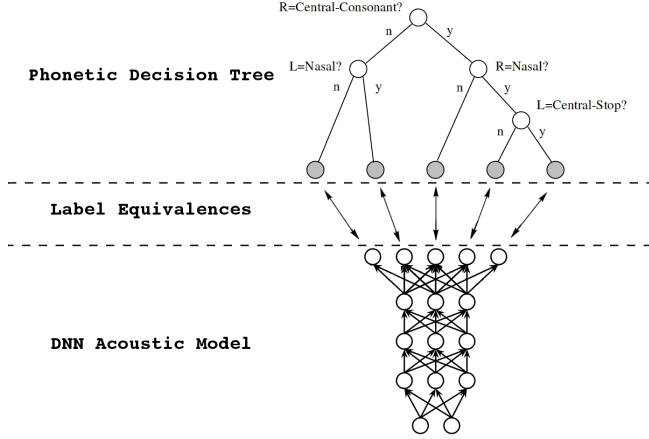 R=Central-Consonant?
n
y
L=Nasal?
R=Nasal?
Phonetic Decision Tree
n
y
n
y
L=Central-Stop?
n
y
Label Equivalences
DNN Acoustic Model